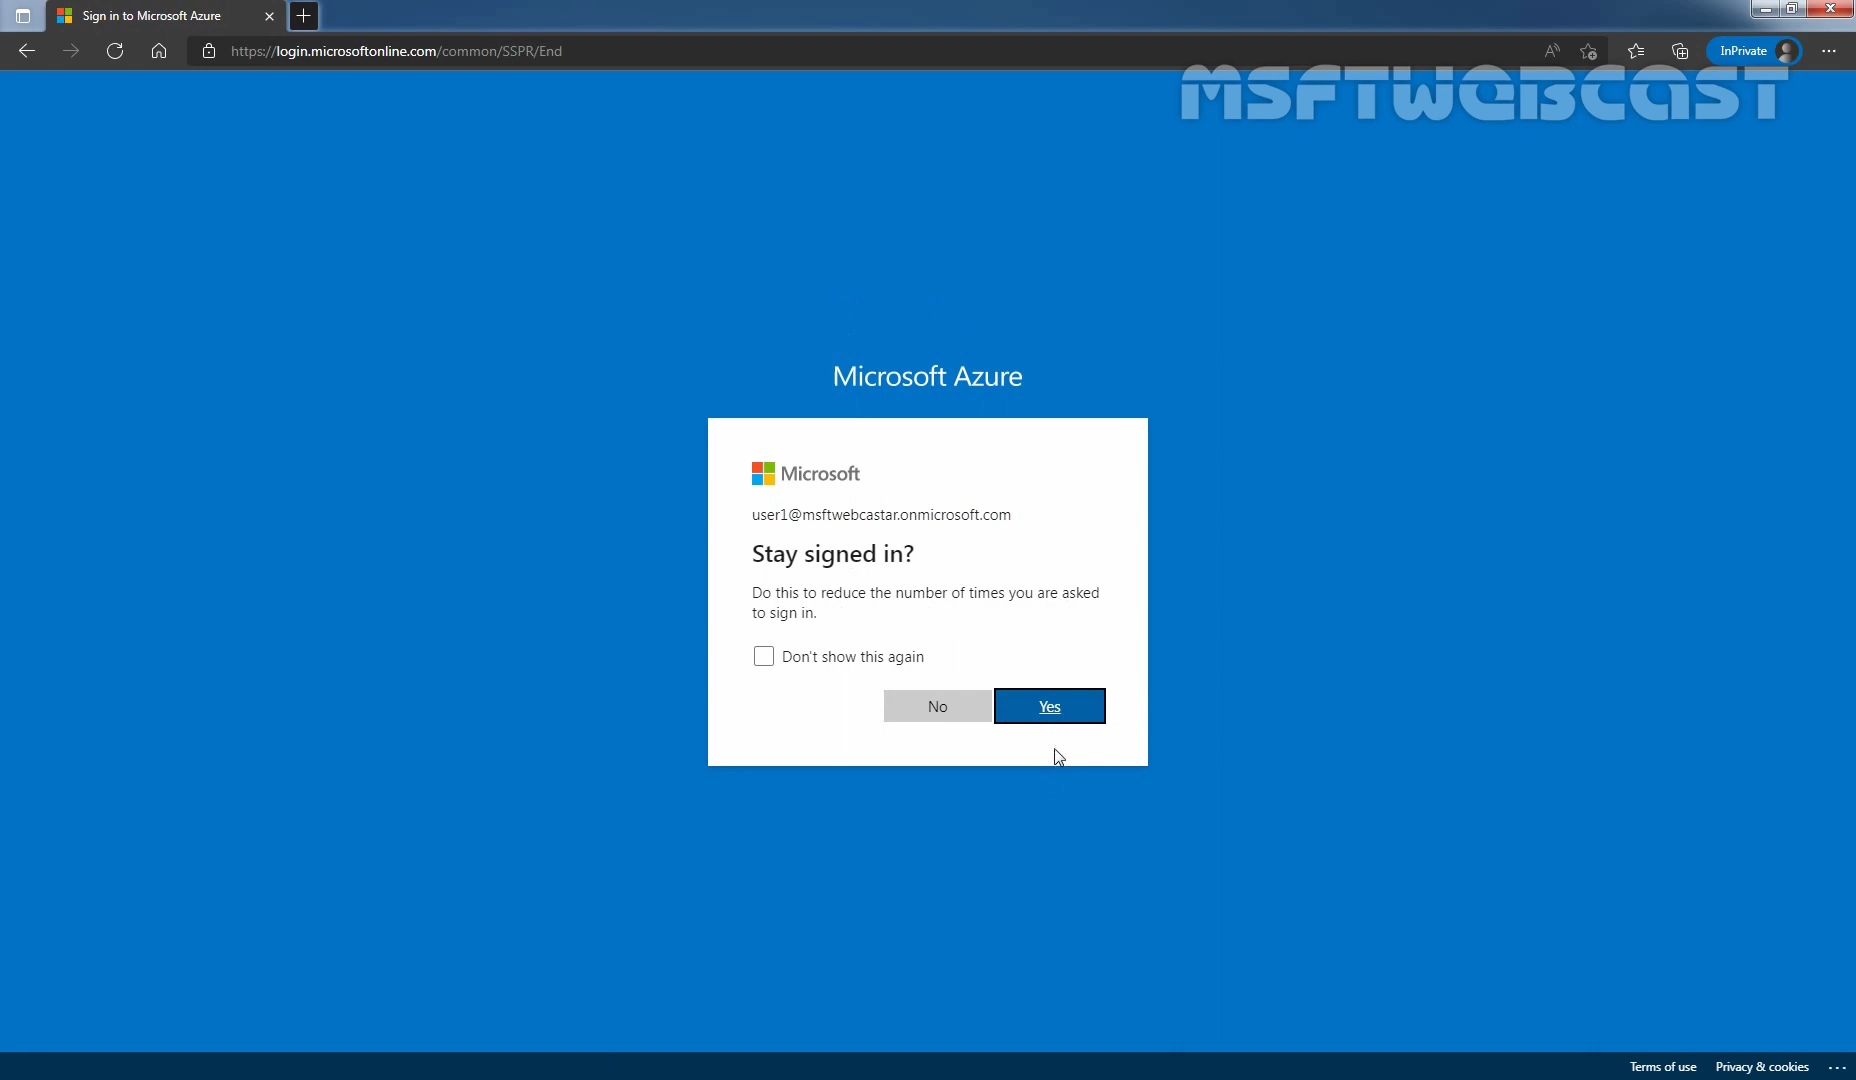 Sign in to Microsoft Azure
https://login.microsoftonline.com/common/SSPR/End
InPrivate
MSFTWEBCAST
Microsoft Azure
Microsoft
user1@msftwebcastar.onmicrosoft.com
Stay signed in?
Do this to reduce the number of times you are asked
to sign in.
Don't show this again
No
Yes
Terms of use
Privacy & cookies